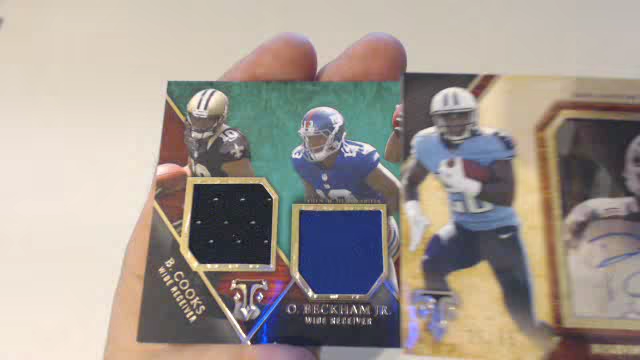 B. COOKS
WIDE RECEIVER
O. BECKHAM JR.
WIDE RECEIVER